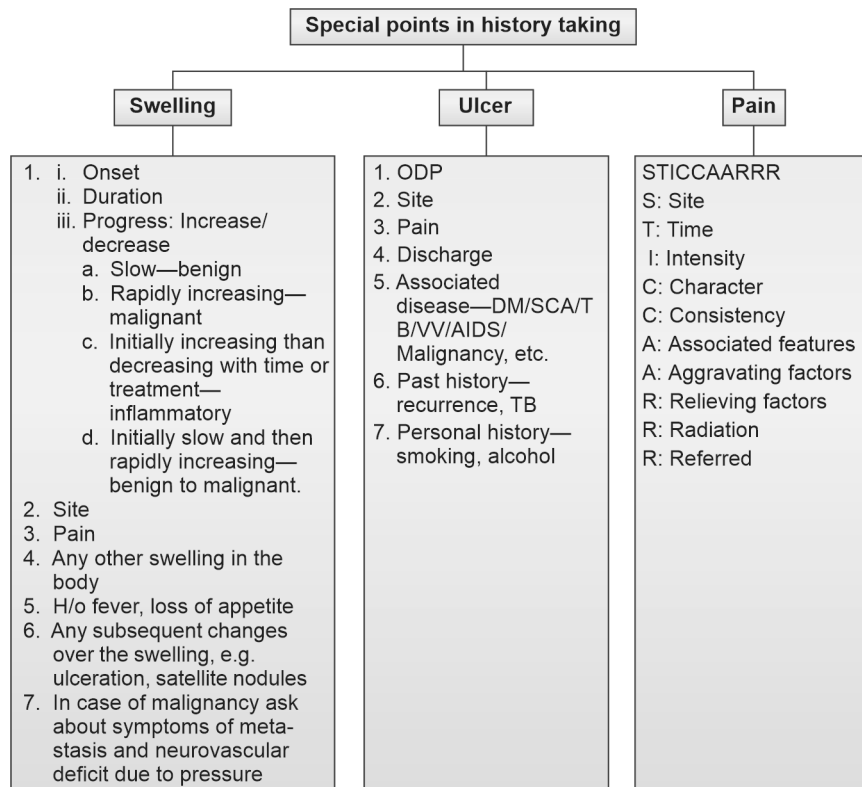 Special points in history taking
Swelling
Ulcer
Pain
1. i. Onset
ii. Duration
iii. Progress: Increase/
decrease
a. Slow—benign
b. Rapidly increasing—
malignant
c. Initially increasing than
decreasing with time or
treatment—
inflammatory
d. Initially slow and then
rapidly increasing—
benign to malignant.
2. Site
3. Pain
4. Any other swelling in the
body
5. H/o fever, loss of appetite
6. Any subsequent changes
over the swelling, e.g.
ulceration, satellite nodules
7. In case of malignancy ask
about symptoms of meta-
stasis and neurovascular
deficit due to pressure
1. ODP
2. Site
3. Pain
4. Discharge
5. Associated
disease—DM/SCA/T
B/VV/AIDS/
Malignancy, etc.
6. Past history—
recurrence, TB
7. Personal history—
smoking, alcohol
STICCAARRR
S: Site
T: Time
I: Intensity
C: Character
C: Consistency
A: Associated features
A: Aggravating factors
R: Relieving factors
R: Radiation
R: Referred